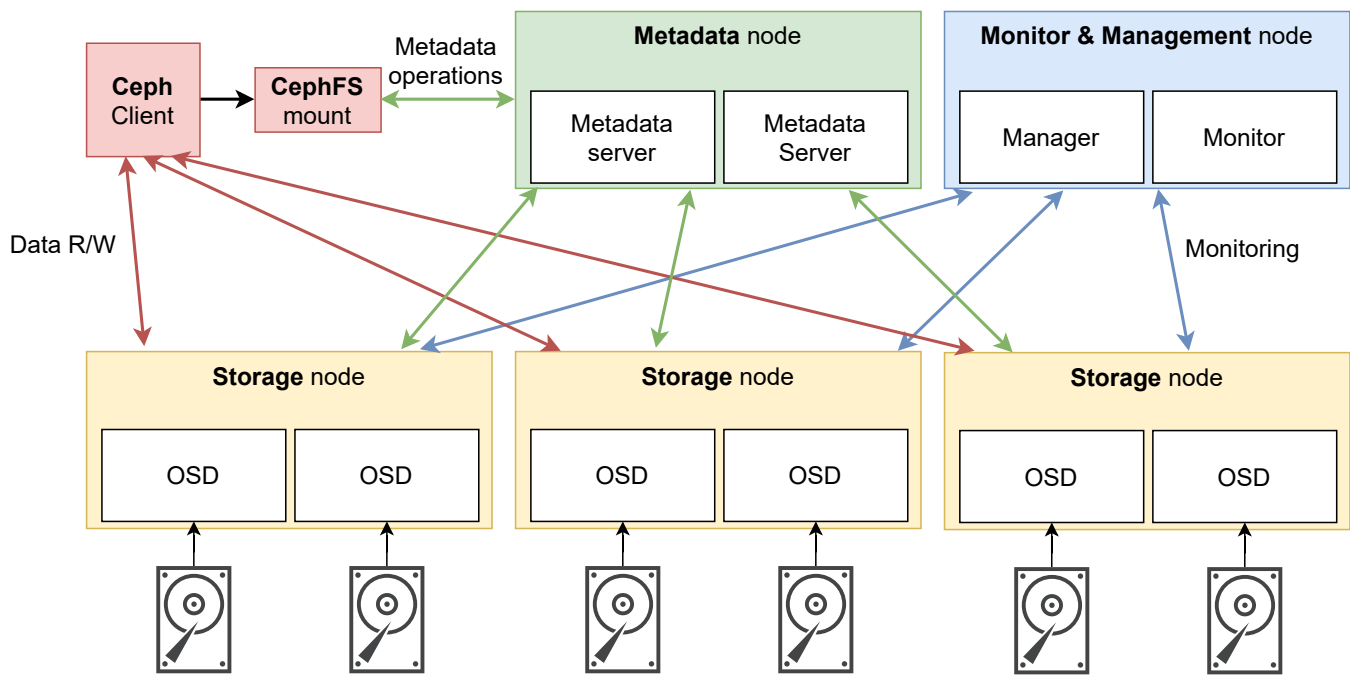 Ceph
Client
CephFS
mount
Metadata
operations
Metadata node
Metadata
server
Metadata
Server
Monitor & Management node
Manager
Monitor
Data R/W
Monitoring
Storage node
OSD
OSD
Storage node
OSD
OSD
Storage node
OSD
OSD